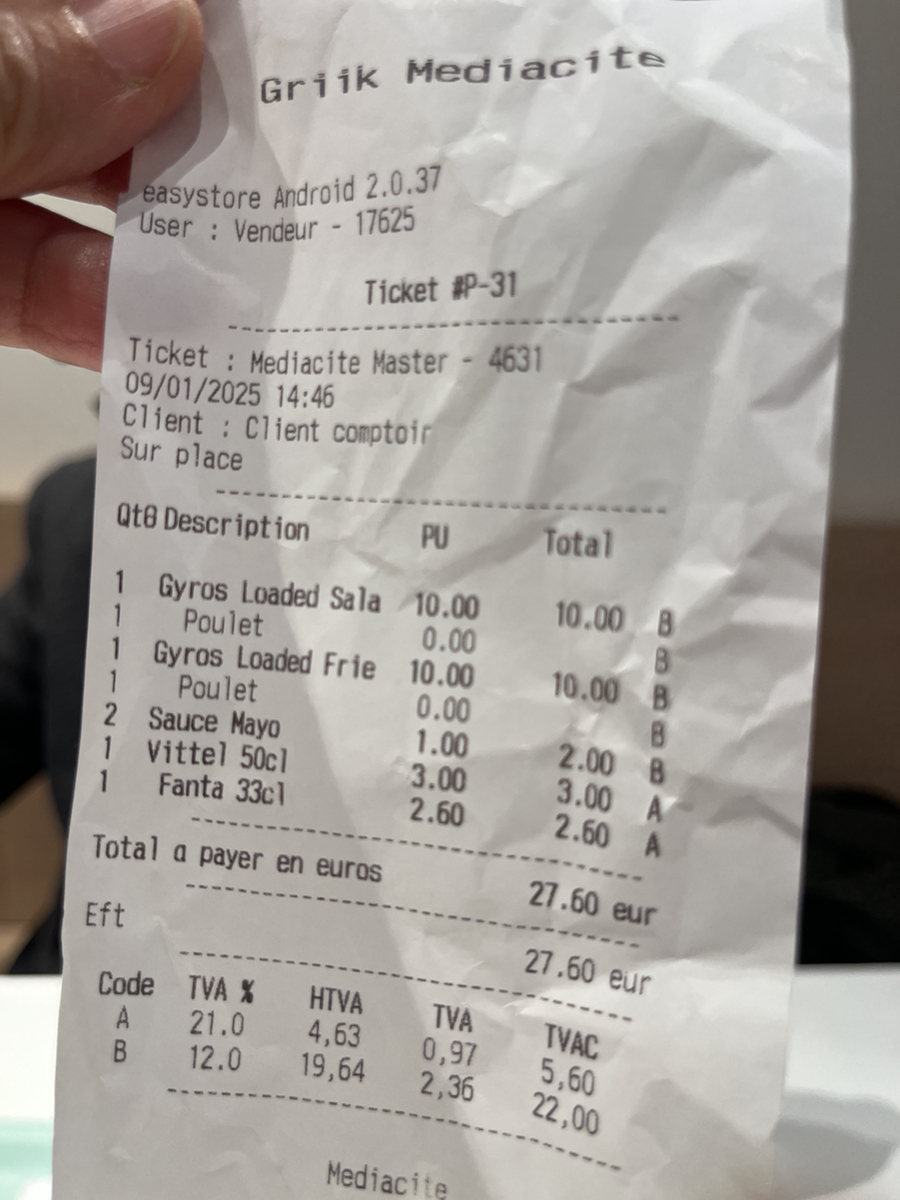 Griik Mediacite
easystore Android 2.0.37
User : Vendeur - 17625
Ticket #P-31
--------------------------------
Ticket : Mediacite Master - 4631
09/01/2025 14:46
Client : Client comptoir
Sur place
--------------------------------
Qt8 Description PU Total
1 Gyros Loaded Sala 10.00 10.00 B
1 Poulet 0.00 B
1 Gyros Loaded Frie 10.00 10.00 B
1 Poulet 0.00 B
2 Sauce Mayo 1.00 2.00 B
1 Vittel 50cl 3.00 3.00 A
1 Fanta 33cl 2.60 2.60 A
--------------------------------
Total a payer en euros 27.60 eur
--------------------------------
Eft 27.60 eur
--------------------------------
Code TVA % HTVA TVA TVAC
A 21.0 4,63 0,97 5,60
B 12.0 19,64 2,36 22,00
--------------------------------
Mediacite